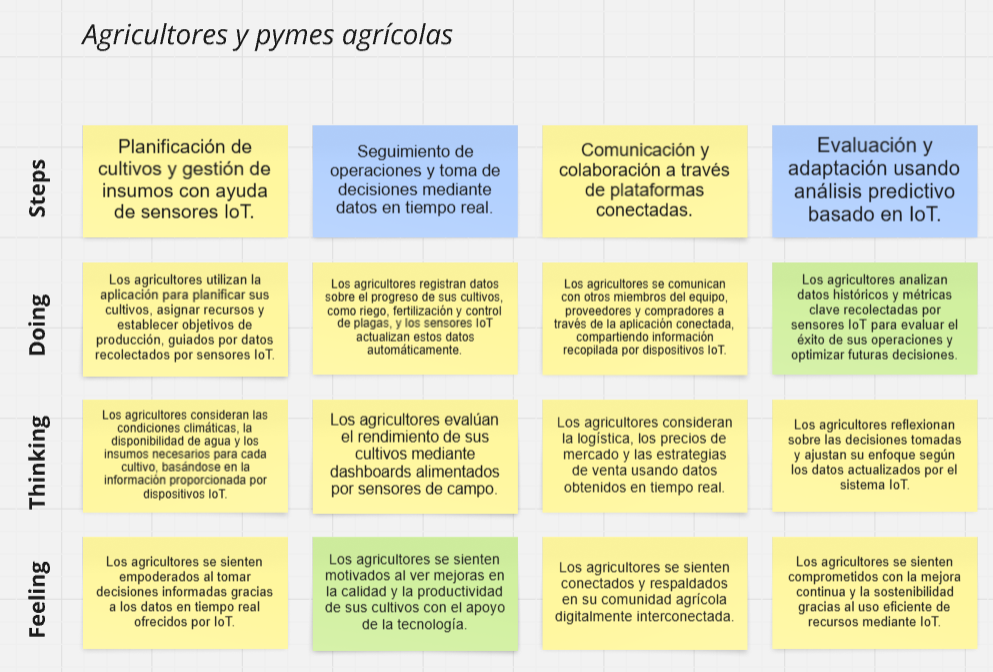 Agricultores y pymes agrícolas
Steps
Planificación de
cultivos y gestión de
insumos con ayuda
de sensores IoT.
Seguimiento de
operaciones y toma de
decisiones mediante
datos en tiempo real.
Comunicación y
colaboración a través
de plataformas
conectadas.
Evaluación y
adaptación usando
análisis predictivo
basado en IoT.
Doing
Los agricultores utilizan la
aplicación para planificar sus
cultivos, asignar recursos y
establecer objetivos de
producción, guiados por datos
recolectados por sensores IoT.
Los agricultores registran datos
sobre el progreso de sus cultivos,
como riego, fertilización y control
de plagas, y los sensores IoT
actualizan estos datos
automáticamente.
Los agricultores se comunican
con otros miembros del equipo,
proveedores y compradores a
través de la aplicación conectada,
compartiendo información
recopilada por dispositivos IoT.
Los agricultores analizan
datos históricos y métricas
clave recolectadas por
sensores IoT para evaluar el
éxito de sus operaciones y
optimizar futuras decisiones.
Thinking
Los agricultores consideran las
condiciones climáticas, la
disponibilidad de agua y los
insumos necesarios para cada
cultivo, basándose en la
información proporcionada por
dispositivos IoT.
Los agricultores evalúan
el rendimiento de sus
cultivos mediante
dashboards alimentados
por sensores de campo.
Los agricultores consideran
la logística, los precios de
mercado y las estrategias
de venta usando datos
obtenidos en tiempo real.
Los agricultores reflexionan
sobre las decisiones tomadas
y ajustan su enfoque según
los datos actualizados por el
sistema IoT.
Feeling
Los agricultores se sienten
empoderados al tomar
decisiones informadas gracias
a los datos en tiempo real
ofrecidos por IoT.
Los agricultores se sienten
motivados al ver mejoras en
la calidad y la productividad
de sus cultivos con el apoyo
de la tecnología.
Los agricultores se sienten
conectados y respaldados
en su comunidad agrícola
digitalmente interconectada.
Los agricultores se sienten
comprometidos con la mejora
continua y la sostenibilidad
gracias al uso eficiente de
recursos mediante IoT.